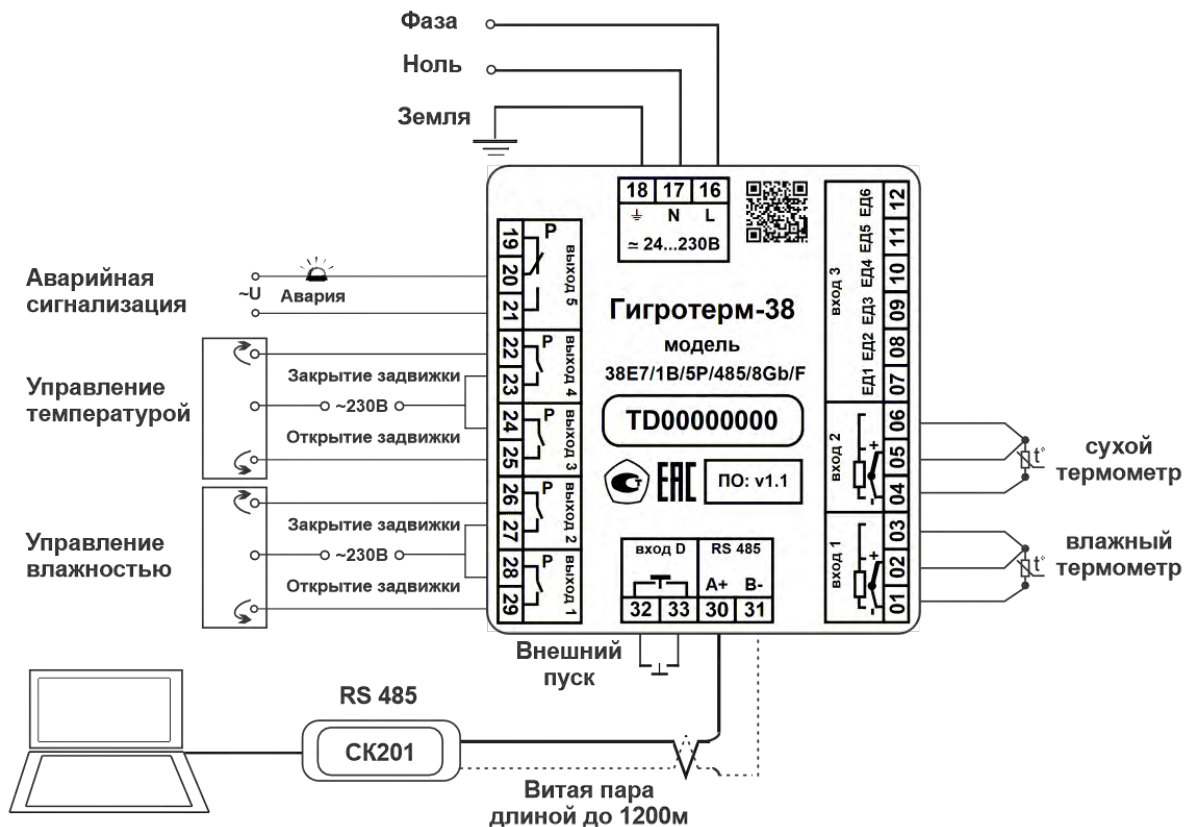 Фаза
Ноль
Земля
18 17 16
N L
≃ 24...230В
19
20
21
22
23
24
25
26
27
28
29
P
выход 5
P
выход 4
P
выход 3
P
выход 2
P
выход 1
Гигротерм-38
модель
38E7/1В/5Р/485/8Gb/F
TD00000000
ПО: v1.1
ЕАС
вход D RS 485
A+ B-
32 33 30 31
12
11
10
09
08
07
06
05
04
03
02
01
ЕД1 ЕД2 ЕД3 ЕД4 ЕД5 ЕД6
вход 3
вход 2
+
-
вход 1
+
-
Аварийная
сигнализация
~U
Авария
Управление
температурой
Закрытие задвижки
~230В
Открытие задвижки
Управление
влажностью
Закрытие задвижки
~230В
Открытие задвижки
t°
сухой
термометр
t°
влажный
термометр
Внешний
пуск
RS 485
СК201
Витая пара
длиной до 1200м